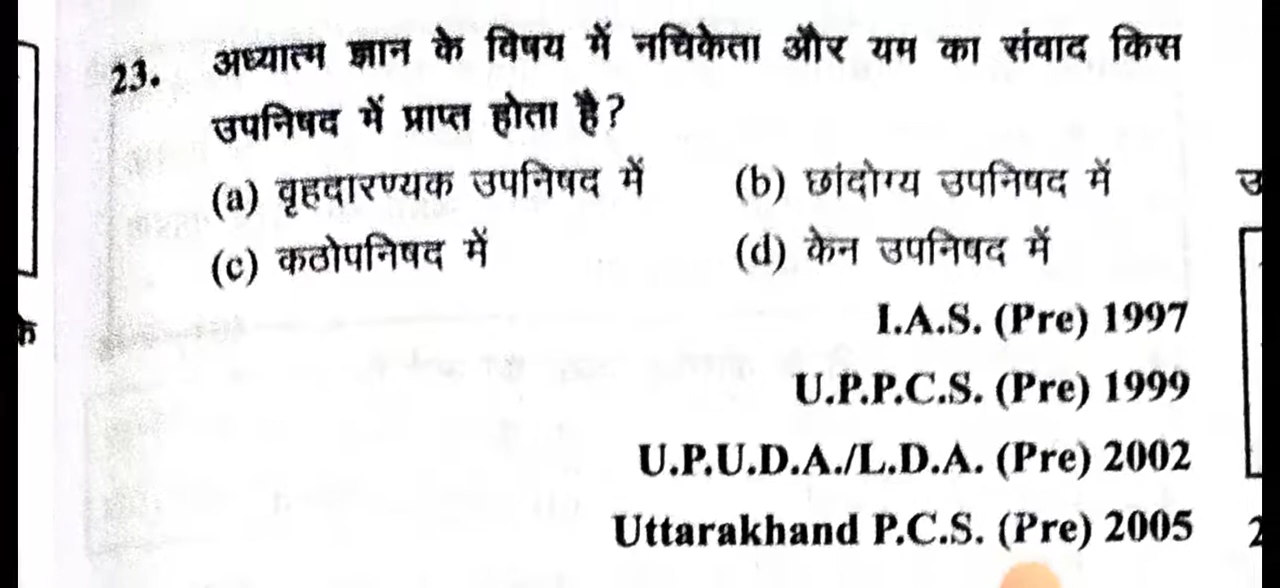 23. अध्यात्म ज्ञान के विषय में नचिकेता और यम का संवाद किस
उपनिषद में प्राप्त होता है?
(a) वृहदारण्यक उपनिषद में (b) छांदोग्य उपनिषद में
(c) कठोपनिषद में (d) केन उपनिषद में
I.A.S. (Pre) 1997
U.P.P.C.S. (Pre) 1999
U.P.U.D.A./L.D.A. (Pre) 2002
Uttarakhand P.C.S. (Pre) 2005